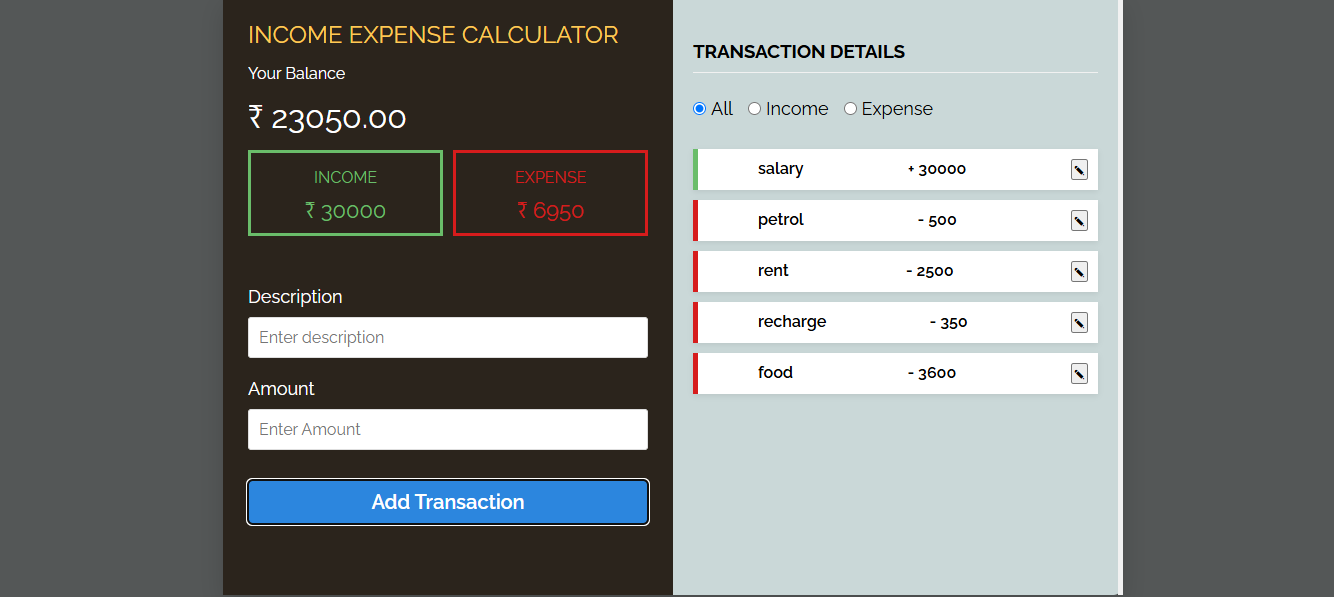 INCOME EXPENSE CALCULATOR
Your Balance
₹ 23050.00
INCOME
₹ 30000
EXPENSE
₹ 6950
Description
Enter description
Amount
Enter Amount
Add Transaction
TRANSACTION DETAILS
All Income Expense
salary + 30000
petrol - 500
rent - 2500
recharge - 350
food - 3600